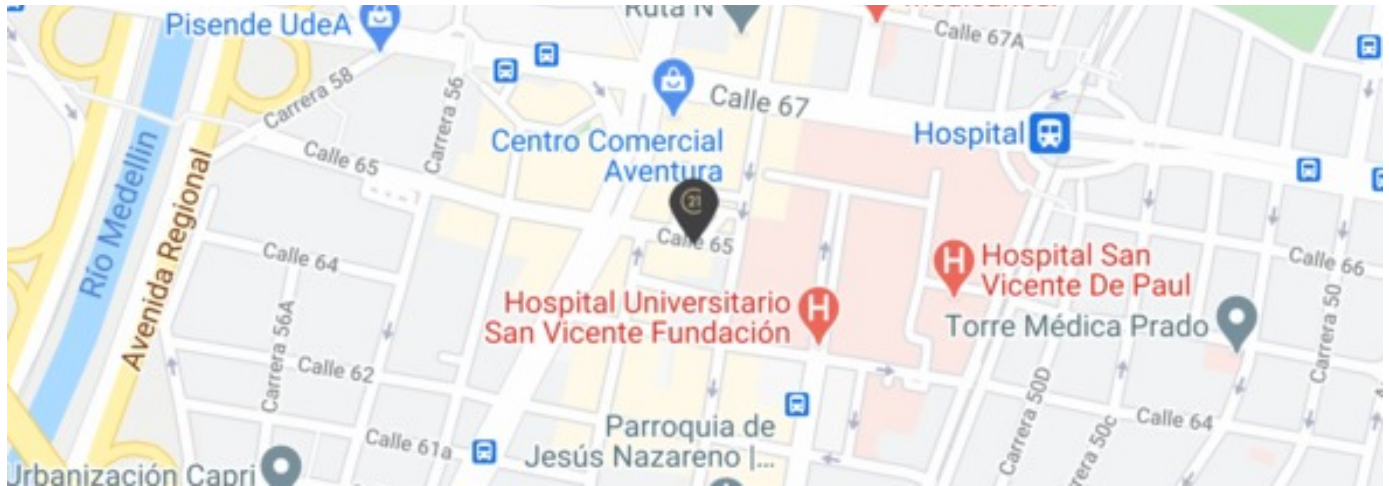 Ruta N
Pisende UdeA
Calle 67A
Carrera 58
Carrera 56
Calle 67
Centro Comercial
Aventura
Hospital
Calle 65
Río Medellin
Avenida Regional
21
Calle 65
Calle 64
Hospital San
Vicente De Paul
Calle 66
Hospital Universitario
San Vicente Fundación
Torre Médica Prado
Carrera 50
Carrera 56A
Calle 62
Carrera 50D
Calle 64
Parroquia de
Jesús Nazareno |...
Calle 61a
Urbanización Capri